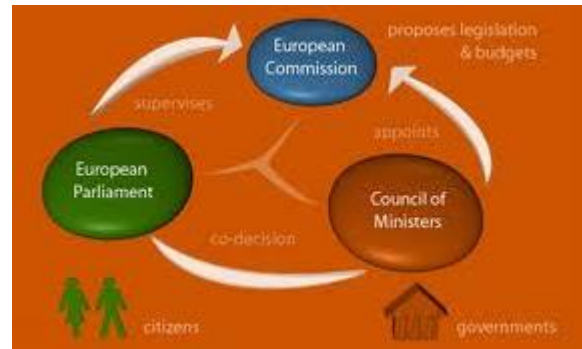 European
Commission
proposes legislation
& budgets
supervises
appoints
European
Parliament
Council of
Ministers
co-decision
citizens
governments